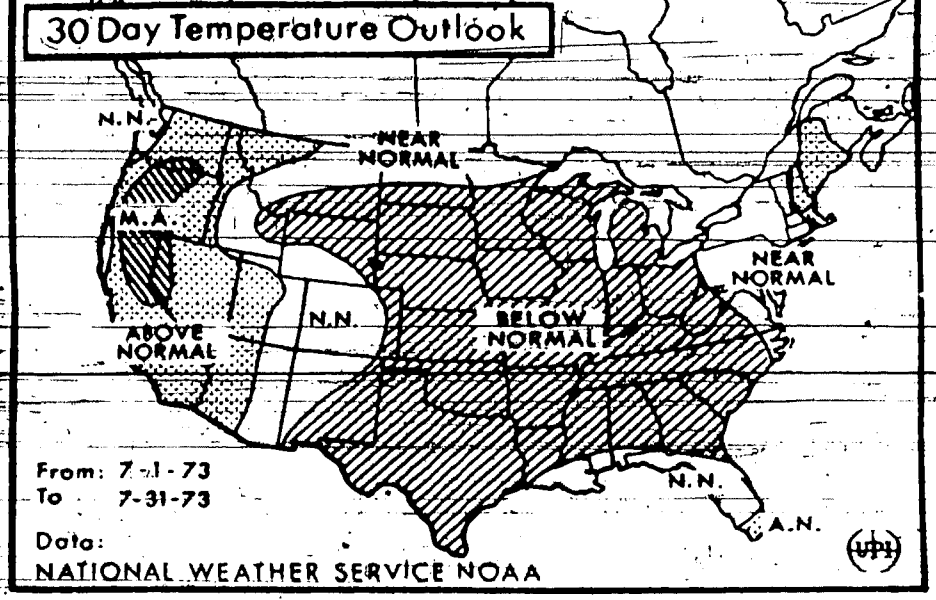 30 Day Temperature Outlook
N.N.
NEAR
NORMAL
M.A.
NEAR
NORMAL
N.N.
BELOW
NORMAL
ABOVE
NORMAL
From: 7-1-73
To 7-31-73
N.N.
A.N.
Data:
NATIONAL WEATHER SERVICE NOAA
UPI